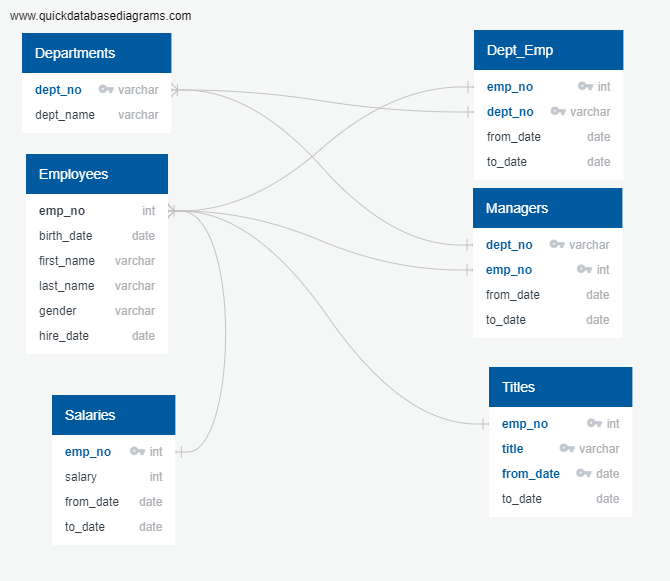 www.quickdatabasediagrams.com
Departments
dept_no varchar
dept_name varchar
Employees
emp_no int
birth_date date
first_name varchar
last_name varchar
gender varchar
hire_date date
Salaries
emp_no int
salary int
from_date date
to_date date
Dept_Emp
emp_no int
dept_no varchar
from_date date
to_date date
Managers
dept_no varchar
emp_no int
from_date date
to_date date
Titles
emp_no int
title varchar
from_date date
to_date date